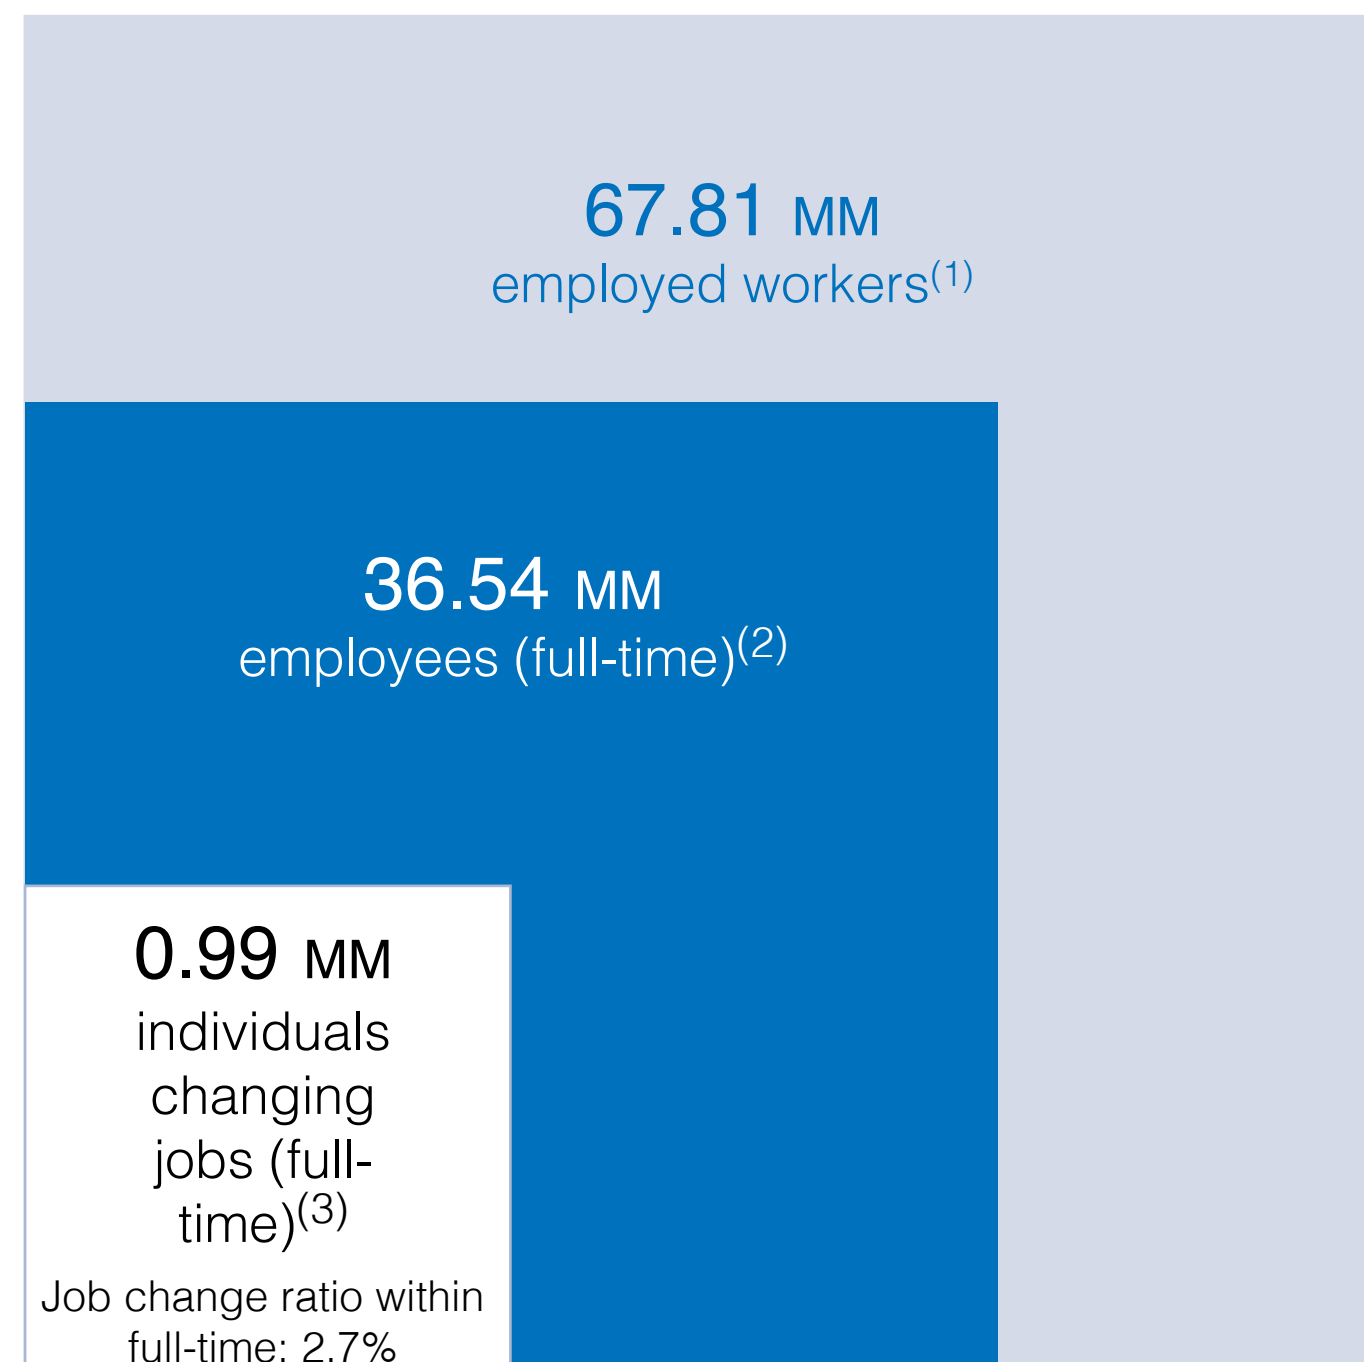 67.81 MM
employed workers(1)
36.54 MM
employees (full-time)(2)
0.99 MM
individuals
changing
jobs (full-
time)(3)
Job change ratio within
full-time: 2.7%